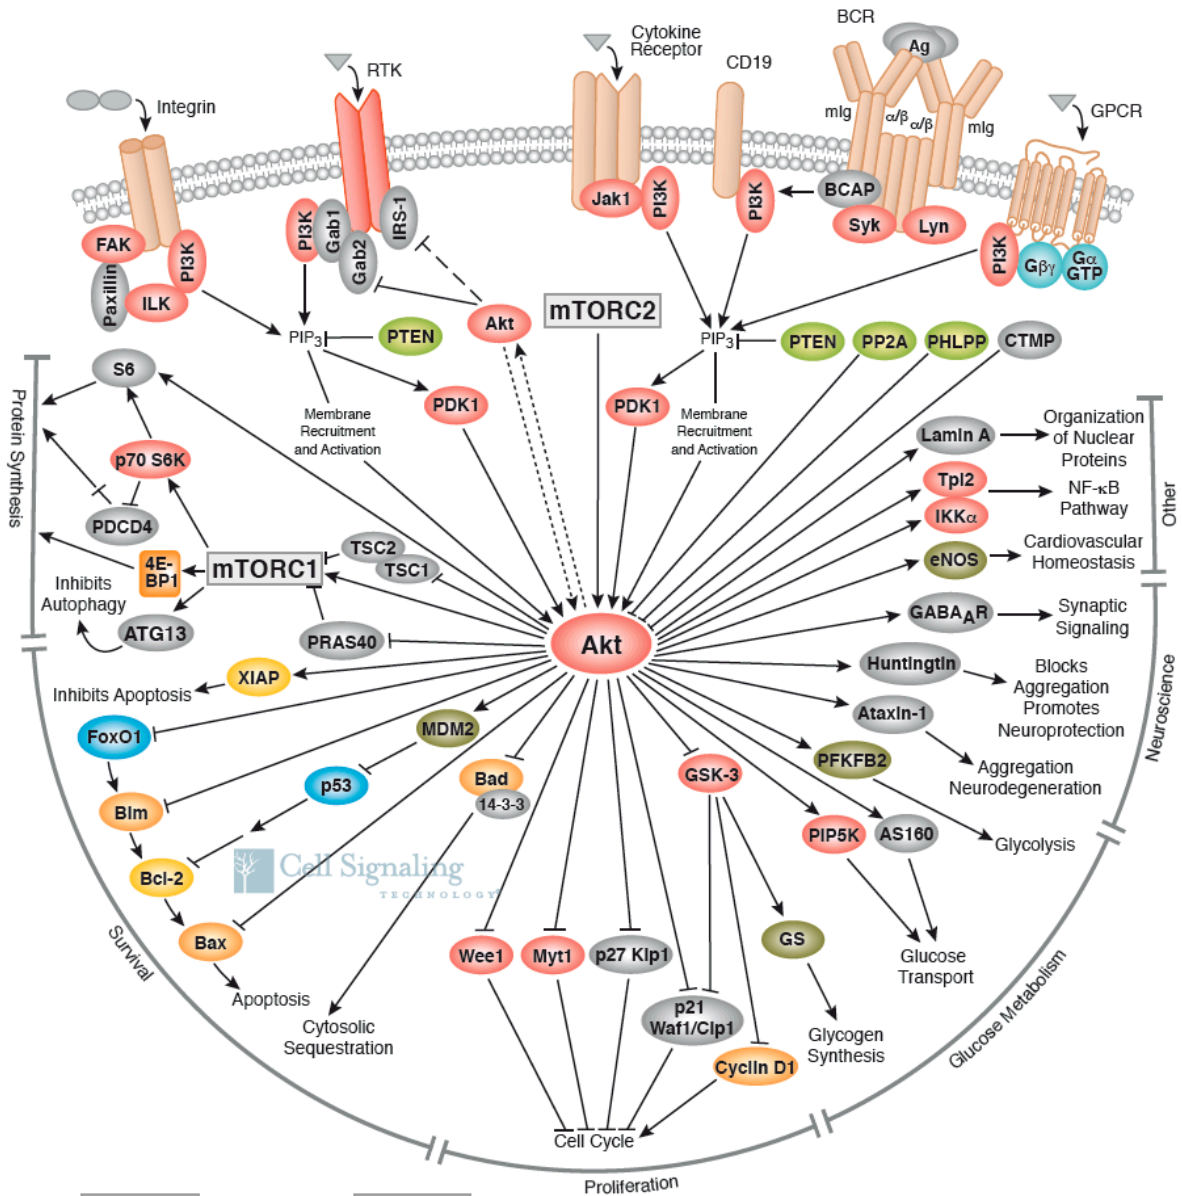 BCR
Cytokine
Receptor
Ag
RTK
CD19
Integrin
GPCR
mIg
α/β α/β
mIg
BCAP
PI3K
PI3K
Jak1
PI3K
Gab1
IRS-1
Syk
Lyn
FAK
PI3K
PI3K
Gab2
Gβγ
Gα
GTP
Paxillin
ILK
mTORC2
Akt
PIP3
PTEN
PIP3
PTEN
PP2A
PHLPP
CTMP
S6
PDK1
PDK1
Membrane
Recruitment
and Activation
Membrane
Recruitment
and Activation
Protein Synthesis
Lamin A
Organization
of Nuclear
Proteins
p70 S6K
Tpl2
IKKα
NF-κB
Pathway
Other
PDCD4
TSC2
TSC1
eNOS
Cardiovascular
Homeostasis
4E-
BP1
mTORC1
Inhibits
Autophagy
ATG13
PRAS40
Akt
GABAAR
Synaptic
Signaling
XIAP
Inhibits Apoptosis
Huntingtin
Blocks
Aggregation
Promotes
Neuroprotection
Neuroscience
FoxO1
MDM2
Ataxin-1
PFKFB2
Aggregation
Neurodegeneration
p53
Bad
14-3-3
GSK-3
Bim
PIP5K
AS160
Glycolysis
Bcl-2
Cell Signaling
TECHNOLOGY®
Bax
Wee1
Myt1
p27 Kip1
GS
Glucose
Transport
Survival
Apoptosis
Cytosolic
Sequestration
p21
Waf1/Cip1
Glycogen
Synthesis
Glucose Metabolism
Cyclin D1
Cell Cycle
Proliferation